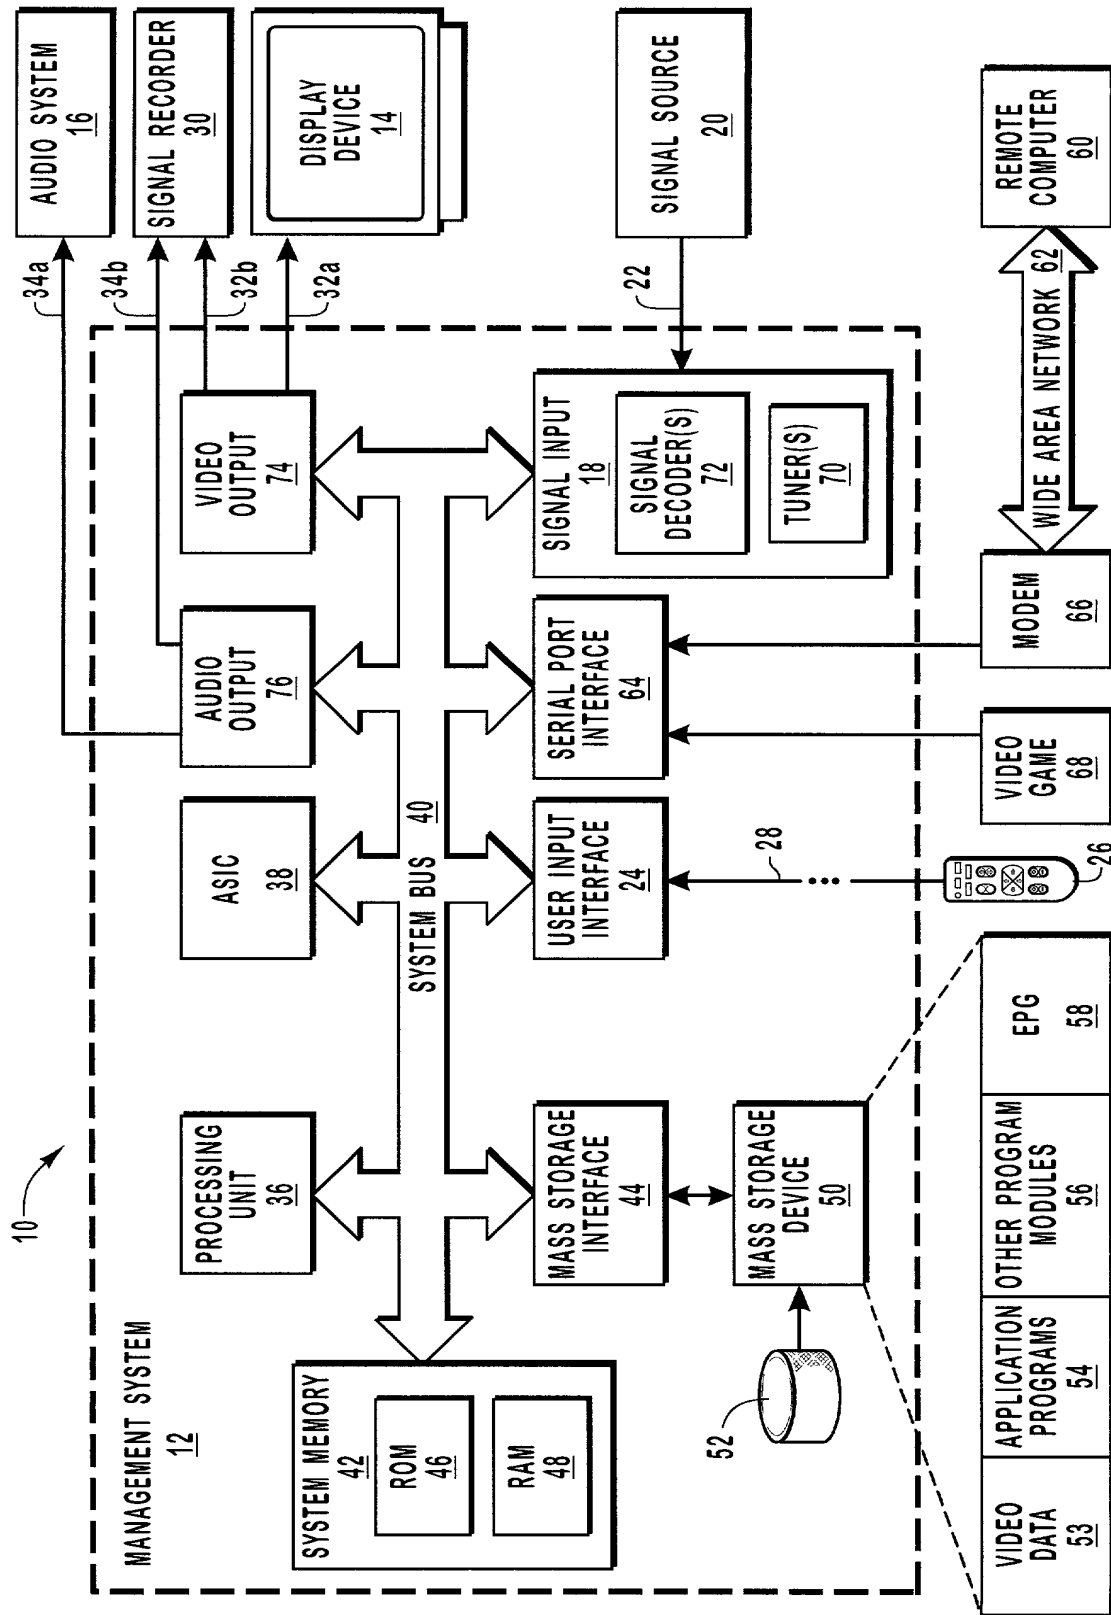 10
MANAGEMENT SYSTEM
12
SYSTEM MEMORY
42
ROM
46
RAM
48
PROCESSING
UNIT
36
ASIC
38
AUDIO
OUTPUT
76
VIDEO
OUTPUT
74
34a
34b
32b
32a
AUDIO SYSTEM
16
SIGNAL RECORDER
30
DISPLAY
DEVICE
14
SYSTEM BUS
40
MASS STORAGE
INTERFACE
44
USER INPUT
INTERFACE
24
SERIAL PORT
INTERFACE
64
SIGNAL INPUT
18
SIGNAL
DECODER(S)
72
TUNER(S)
70
22
SIGNAL SOURCE
20
52
MASS STORAGE
DEVICE
50
28
26
VIDEO
DATA
53
APPLICATION
PROGRAMS
54
OTHER PROGRAM
MODULES
56
EPG
58
VIDEO
GAME
68
MODEM
66
WIDE AREA NETWORK 62
REMOTE
COMPUTER
60